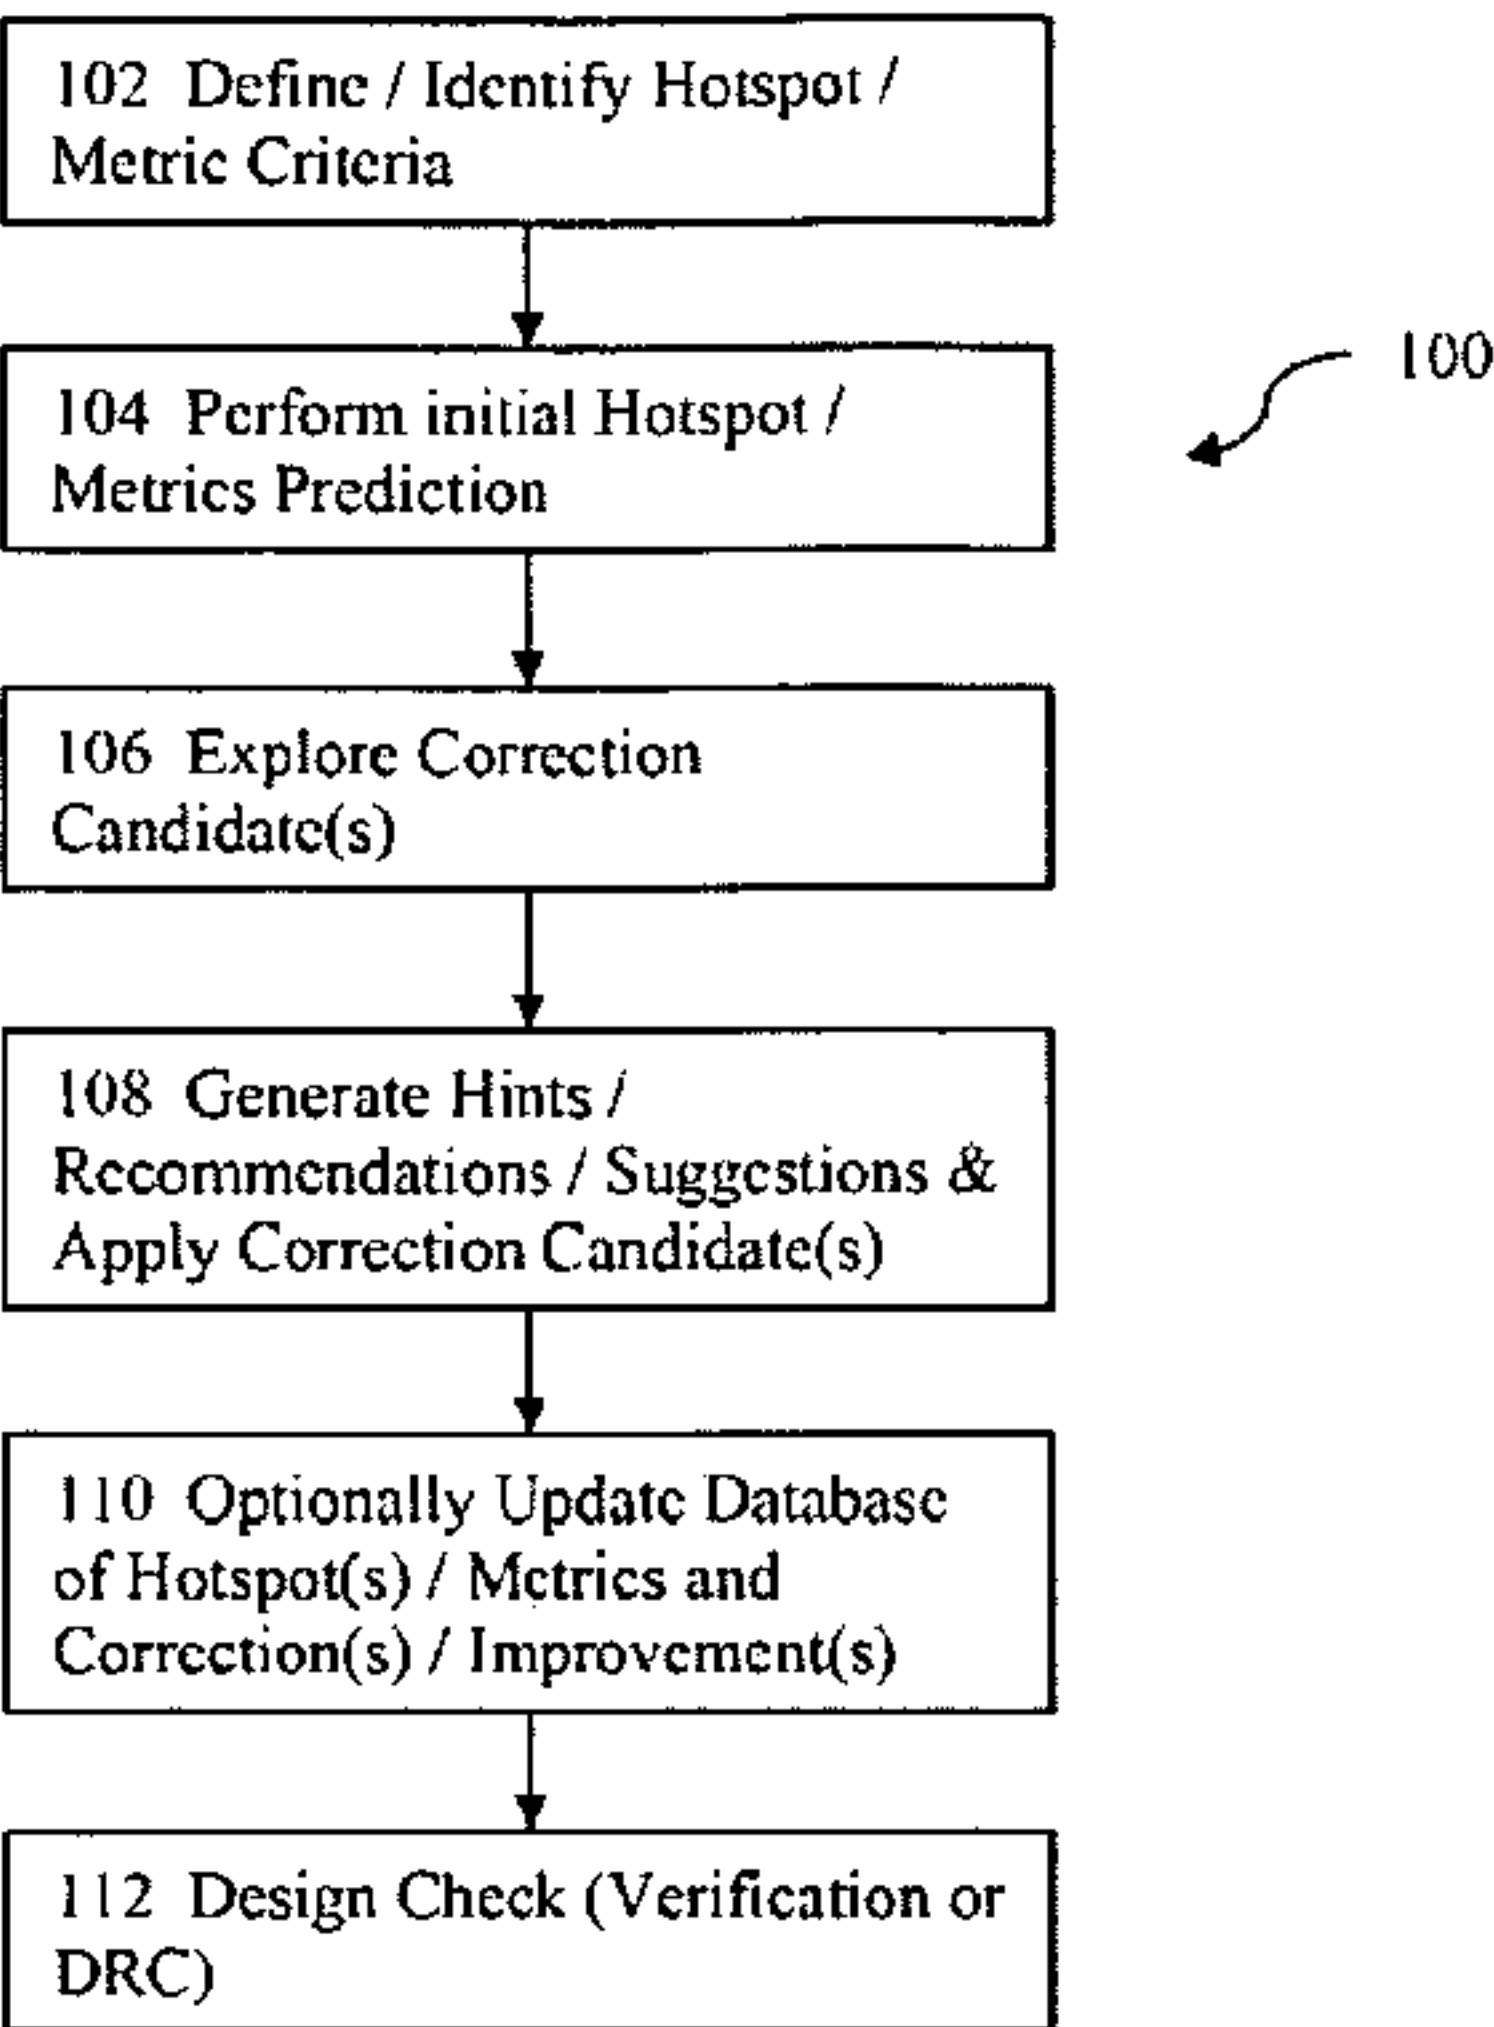 102 Define / Identify Hotspot /
Metric Criteria
104 Perform initial Hotspot /
Metrics Prediction
100
106 Explore Correction
Candidate(s)
108 Generate Hints /
Recommendations / Suggestions &
Apply Correction Candidate(s)
110 Optionally Update Database
of Hotspot(s) / Metrics and
Correction(s) / Improvement(s)
112 Design Check (Verification or
DRC)